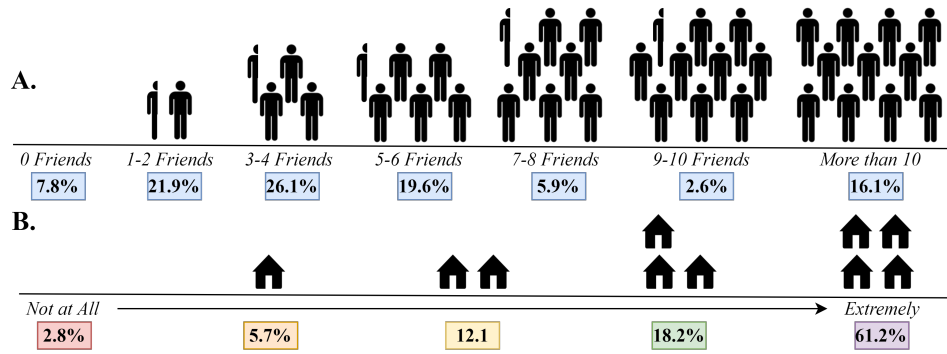 A.
0 Friends 1-2 Friends 3-4 Friends 5-6 Friends 7-8 Friends 9-10 Friends More than 10
7.8% 21.9% 26.1% 19.6% 5.9% 2.6% 16.1%
B.
Not at All Extremely
2.8% 5.7% 12.1 18.2% 61.2%